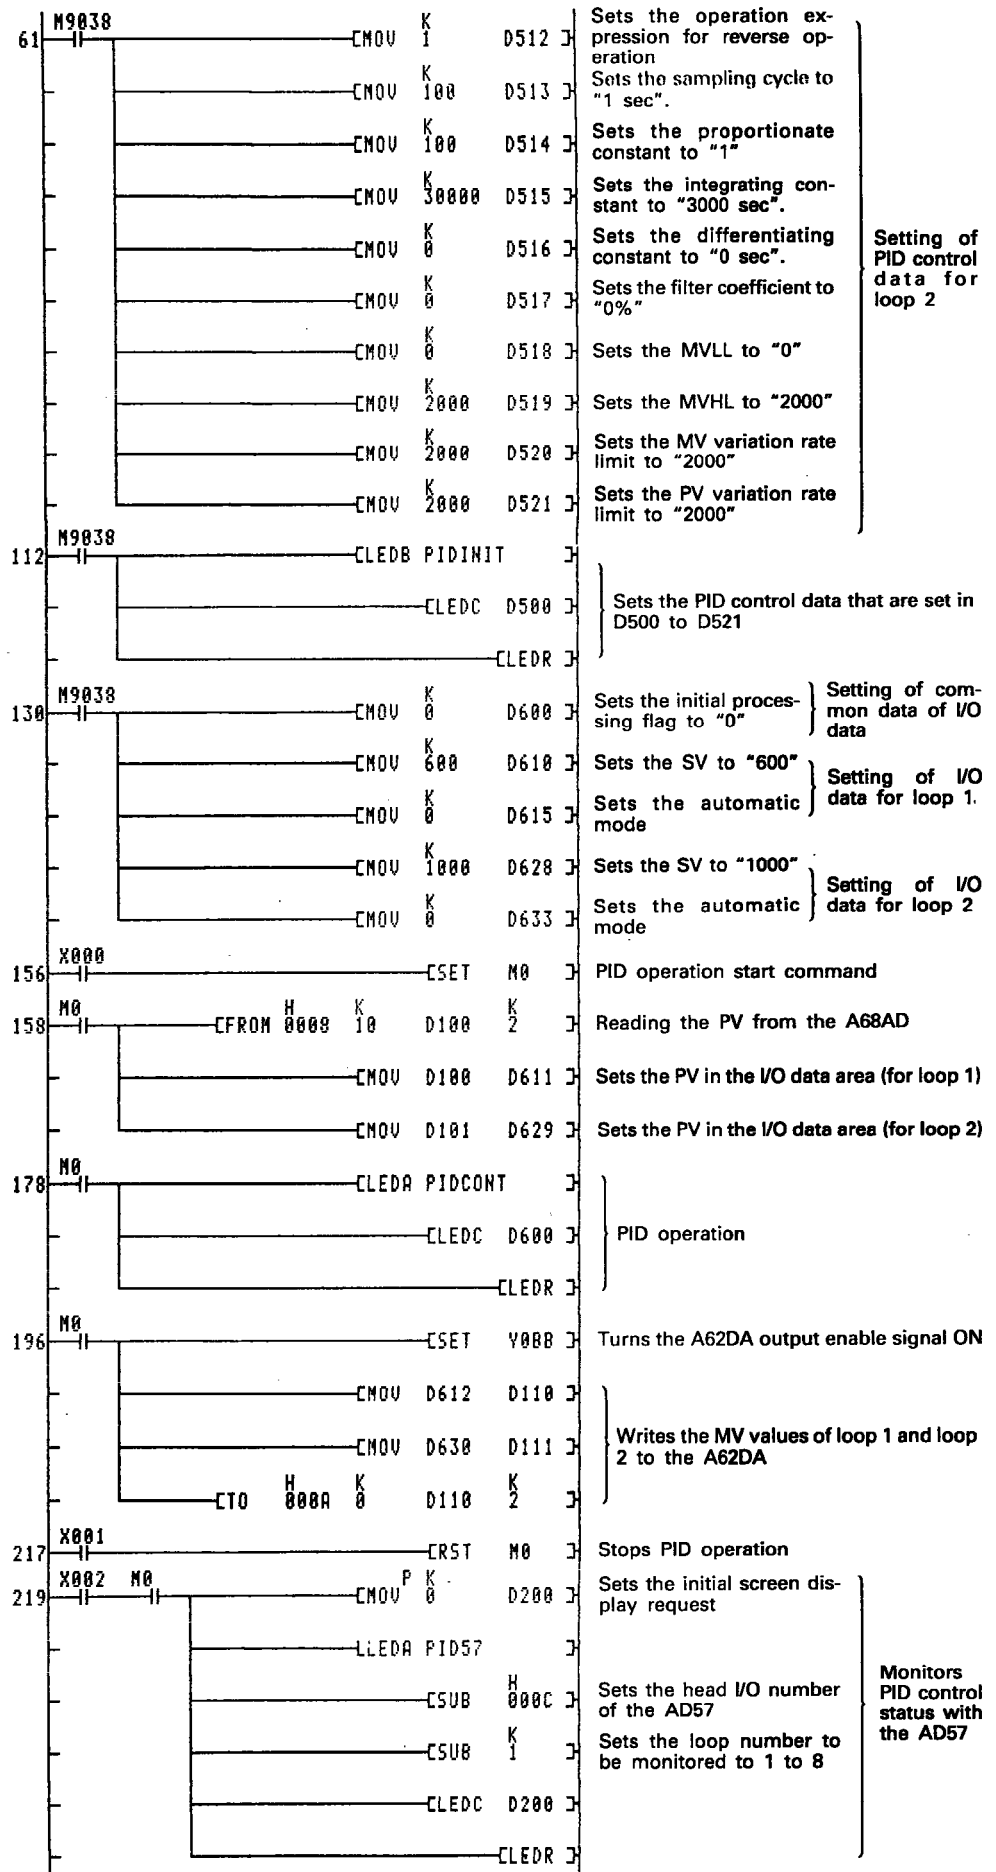 M9038
61
K
[MOV 1 D512 ]
Sets the operation ex-
pression for reverse op-
eration
K
[MOV 100 D513 ]
Sets the sampling cycle to
"1 sec".
K
[MOV 100 D514 ]
Sets the proportionate
constant to "1"
K
[MOV 30000 D515 ]
Sets the integrating con-
stant to "3000 sec".
K
[MOV 0 D516 ]
Sets the differentiating
constant to "0 sec".
K
[MOV 0 D517 ]
Sets the filter coefficient to
"0%"
K
[MOV 0 D518 ]
Sets the MVLL to "0"
K
[MOV 2000 D519 ]
Sets the MVHL to "2000"
K
[MOV 2000 D520 ]
Sets the MV variation rate
limit to "2000"
K
[MOV 2000 D521 ]
Sets the PV variation rate
limit to "2000"
Setting of
PID control
data for
loop 2
M9038
112
[LEDB PIDINIT ]
[LEDC D500 ]
[LEDR ]
Sets the PID control data that are set in
D500 to D521
M9038
130
K
[MOV 0 D600 ]
Sets the initial proces-
sing flag to "0"
Setting of com-
mon data of I/O
data
K
[MOV 600 D610 ]
Sets the SV to "600"
K
[MOV 0 D615 ]
Sets the automatic
mode
Setting of I/O
data for loop 1.
K
[MOV 1000 D628 ]
Sets the SV to "1000"
K
[MOV 0 D633 ]
Sets the automatic
mode
Setting of I/O
data for loop 2
X000
156
[SET M0 ]
PID operation start command
M0
158
H K K
[FROM 0008 10 D100 2 ]
Reading the PV from the A68AD
[MOV D100 D611 ]
Sets the PV in the I/O data area (for loop 1)
[MOV D101 D629 ]
Sets the PV in the I/O data area (for loop 2)
M0
178
[LEDA PIDCONT ]
[LEDC D600 ]
[LEDR ]
PID operation
M0
196
[SET Y0BB ]
Turns the A62DA output enable signal ON
[MOV D612 D110 ]
[MOV D630 D111 ]
H K K
[TO 000A 0 D110 2 ]
Writes the MV values of loop 1 and loop
2 to the A62DA
X001
217
[RST M0 ]
Stops PID operation
X002 M0
219
P K
[MOV 0 D200 ]
Sets the initial screen dis-
play request
[LEDA PID57 ]
H
[SUB 000C ]
Sets the head I/O number
of the AD57
K
[SUB 1 ]
Sets the loop number to
be monitored to 1 to 8
[LEDC D200 ]
[LEDR ]
Monitors
PID control
status with
the AD57